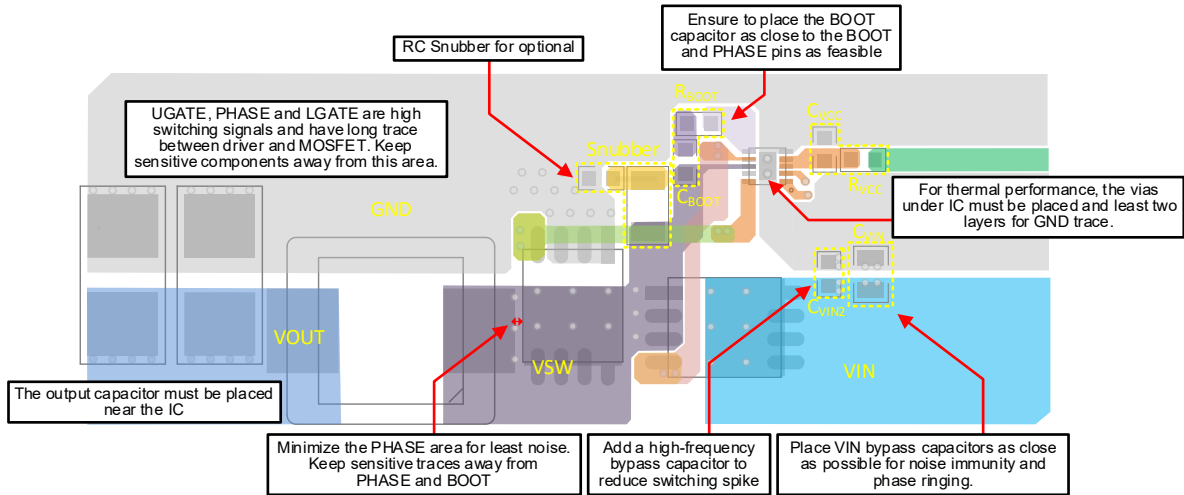 Ensure to place the BOOT
capacitor as close to the BOOT
and PHASE pins as feasible
RC Snubber for optional
UGATE, PHASE and LGATE are high
switching signals and have long trace
between driver and MOSFET. Keep
sensitive components away from this area.
RBOOT
CVCC
Snubber
RVCC
CBOOT
For thermal performance, the vias
under IC must be placed and least two
layers for GND trace.
GND
CVIN
CVIN2
VOUT
VSW
VIN
The output capacitor must be placed
near the IC
Minimize the PHASE area for least noise.
Keep sensitive traces away from
PHASE and BOOT
Add a high-frequency
bypass capacitor to
reduce switching spike
Place VIN bypass capacitors as close
as possible for noise immunity and
phase ringing.